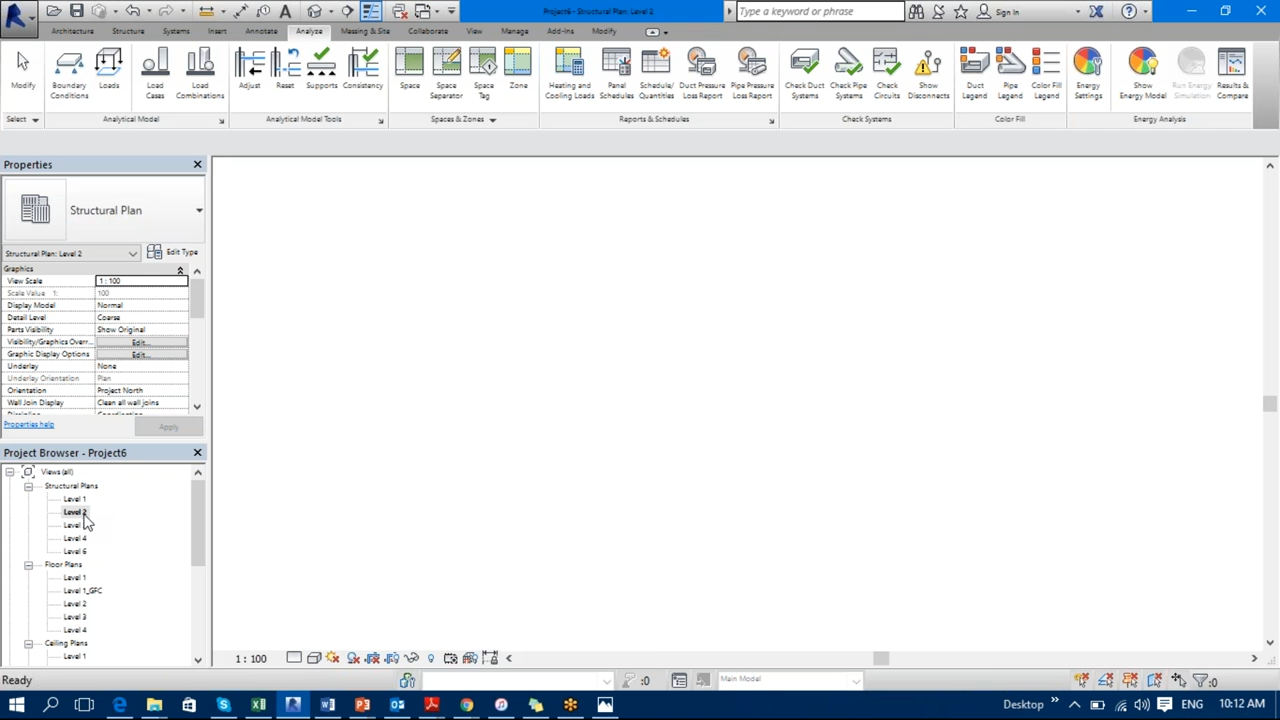 Project6 - Structural Plan: Level 2
Type a keyword or phrase
Sign In
Architecture Structure Systems Insert Annotate Analyze Massing & Site Collaborate View Manage Add-Ins Modify
Modify
Boundary Conditions
Loads
Load Cases
Load Combinations
Adjust
Reset
Supports
Consistency
Space
Space Separator
Space Tag
Zone
Heating and Cooling Loads
Panel Schedules
Schedule/ Quantities
Duct Pressure Loss Report
Pipe Pressure Loss Report
Check Duct Systems
Check Pipe Systems
Check Circuits
Show Disconnects
Duct Legend
Pipe Legend
Color Fill Legend
Energy Settings
Show Energy Model
Run Energy Simulation
Results & Compare
Select
Analytical Model
Analytical Model Tools
Spaces & Zones
Reports & Schedules
Check Systems
Color Fill
Energy Analysis
Properties
Structural Plan
Structural Plan: Level 2
Edit Type
Graphics
View Scale 1 : 100
Scale Value 1: 100
Display Model Normal
Detail Level Coarse
Parts Visibility Show Original
Visibility/Graphics Overr... Edit...
Graphic Display Options Edit...
Underlay None
Underlay Orientation Plan
Orientation Project North
Wall Join Display Clean all wall joins
Properties help
Apply
Project Browser - Project6
Views (all)
Structural Plans
Level 1
Level 2
Level
Level 4
Level 6
Floor Plans
Level 1
Level 1_GFC
Level 2
Level 3
Level 4
Ceiling Plans
Level 1
1 : 100
Ready
:0
Main Model
:0
Desktop
ENG
10:12 AM